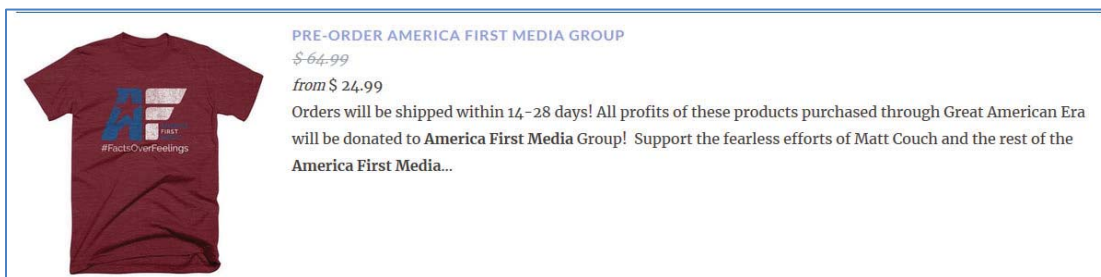 PRE-ORDER AMERICA FIRST MEDIA GROUP
$ 64.99
from $ 24.99
Orders will be shipped within 14-28 days! All profits of these products purchased through Great American Era
will be donated to America First Media Group! Support the fearless efforts of Matt Couch and the rest of the
America First Media...
AF
FIRST
#FactsOverFeelings